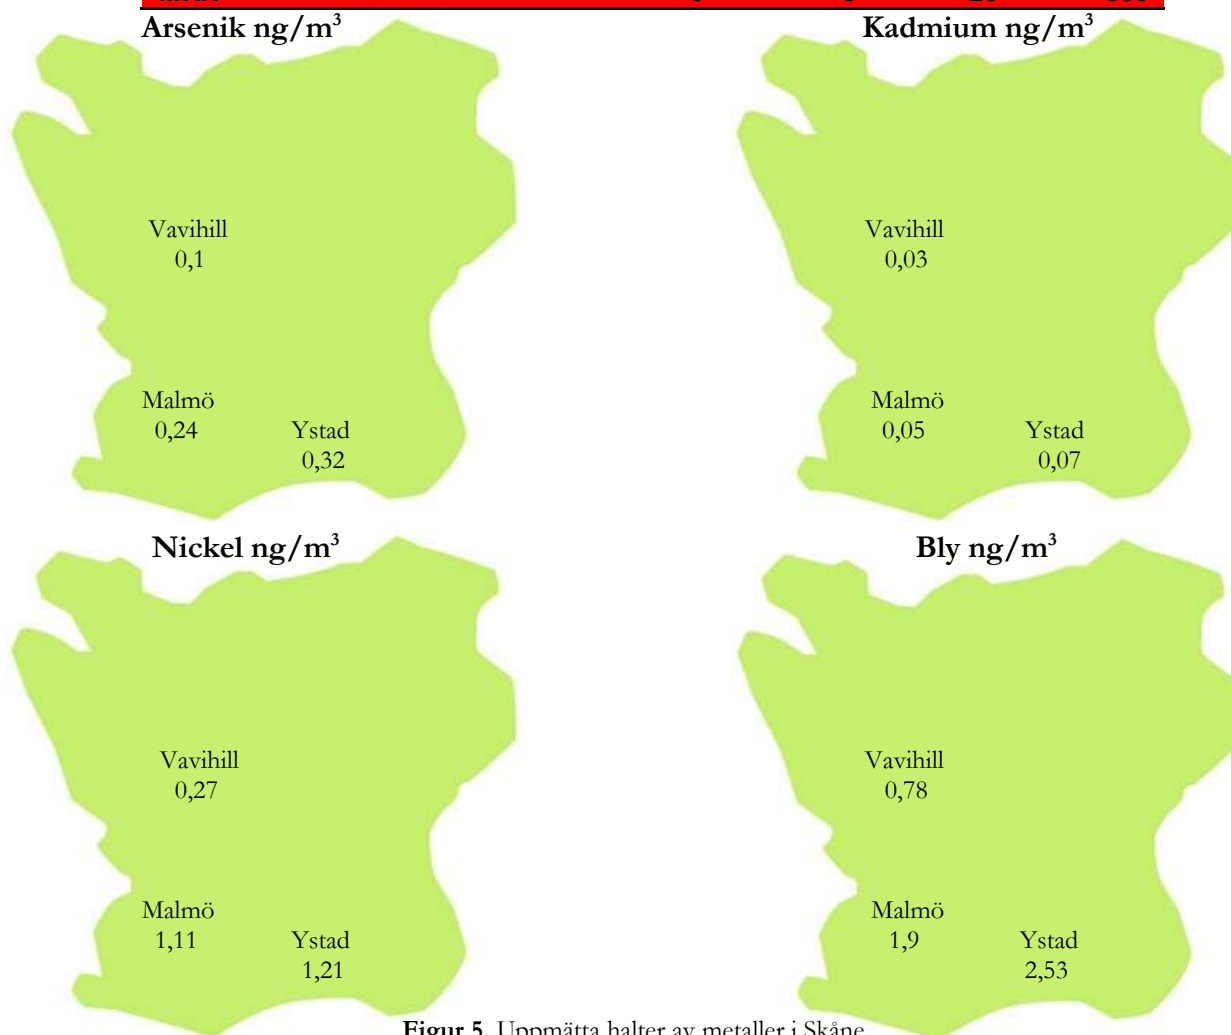 Arsenik ng/m³
Kadmium ng/m³
Vavihill
0,1
Malmö
0,24
Ystad
0,32
Vavihill
0,03
Malmö
0,05
Ystad
0,07
Nickel ng/m³
Bly ng/m³
Vavihill
0,27
Malmö
1,11
Ystad
1,21
Vavihill
0,78
Malmö
1,9
Ystad
2,53
Figur 5. Uppmätta halter av metaller i Skåne